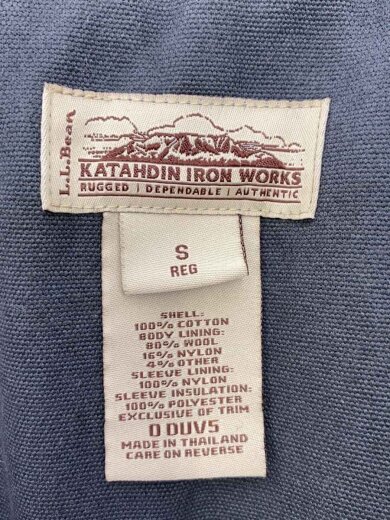 L.L.Bean
KATAHDIN IRON WORKS
RUGGED | DEPENDABLE | AUTHENTIC
S
REG
SHELL:
100% COTTON
BODY LINING:
80% WOOL
16% NYLON
4% OTHER
SLEEVE LINING:
100% NYLON
SLEEVE INSULATION:
100% POLYESTER
EXCLUSIVE OF TRIM
0 DUV5
MADE IN THAILAND
CARE ON REVERSE